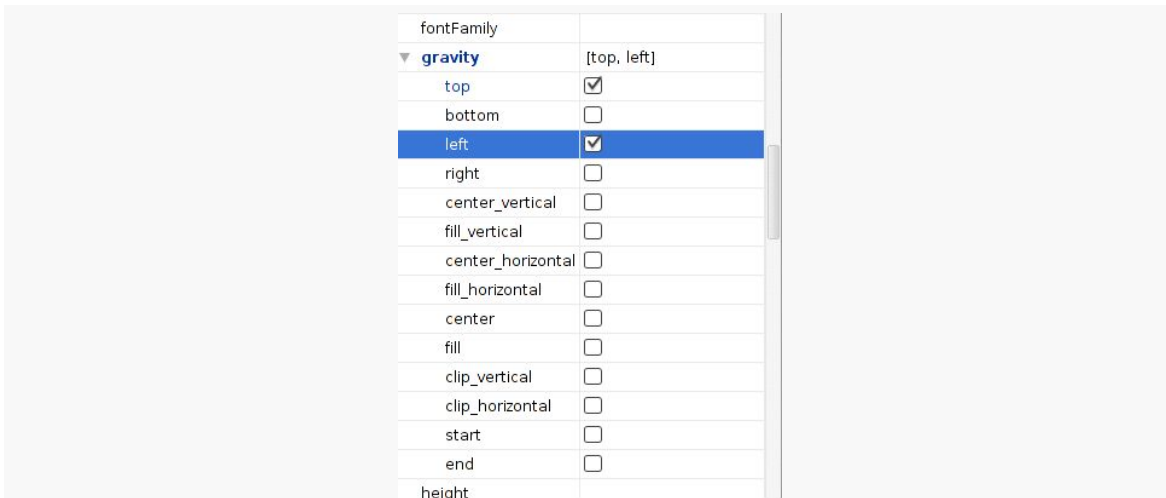 fontFamily
gravity [top, left]
top
bottom
left
right
center_vertical
fill_vertical
center_horizontal
fill_horizontal
center
fill
clip_vertical
clip_horizontal
start
end
height